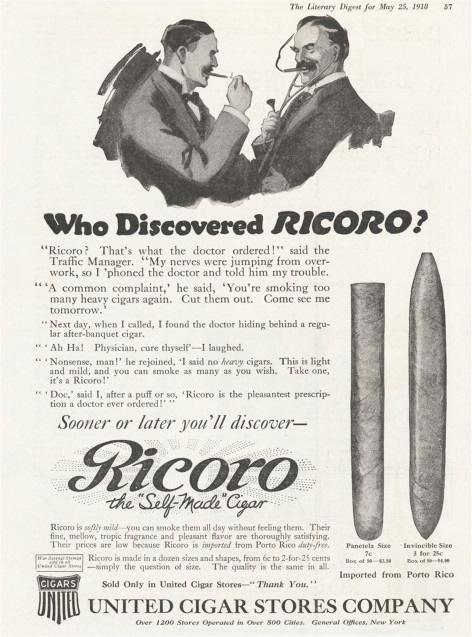 The Literary Digest for May 25, 1918 57
Who Discovered RICORO?
"Ricoro? That's what the doctor ordered!" said the
Traffic Manager. "My nerves were jumping from over-
work, so I 'phoned the doctor and told him my trouble.
"'A common complaint,' he said, 'You're smoking too
many heavy cigars again. Cut them out. Come see me
tomorrow.'
"Next day, when I called, I found the doctor hiding behind a regu-
lar after-banquet cigar.
"'Ah Ha! Physician, cure thyself'—I laughed.
"'Nonsense, man!' he rejoined, 'I said no heavy cigars. This is
light and mild, and you can smoke as many as you wish. Take one,
it's a Ricoro!'
"'Doc,' said I, after a puff or so, 'Ricoro is the pleasantest prescrip-
tion a doctor ever ordered!'"
Sooner or later you'll discover—
Ricoro
the "Self-Made" Cigar
Ricoro is softly mild—you can smoke them all day without feeling them. Their
fine, mellow, tropic fragrance and pleasant flavor are thoroughly satisfying.
Their prices are low because Ricoro is imported from Porto Rico duty-free.
War Savings Stamps
sold in all
United Cigar Stores
Ricoro is made in a dozen sizes and shapes, from 6c to 2-for-25 cents
—simply the question of size. The quality is the same in all.
Sold Only in United Cigar Stores—"Thank You."
Panetela Size
7c
Box of 50—$3.50
Invincible Size
3 for 25c
Box of 50—$4.00
Imported from Porto Rico
CIGARS
UNITED
UNITED CIGAR STORES COMPANY
Over 1200 Stores Operated in Over 500 Cities. General Offices, New York